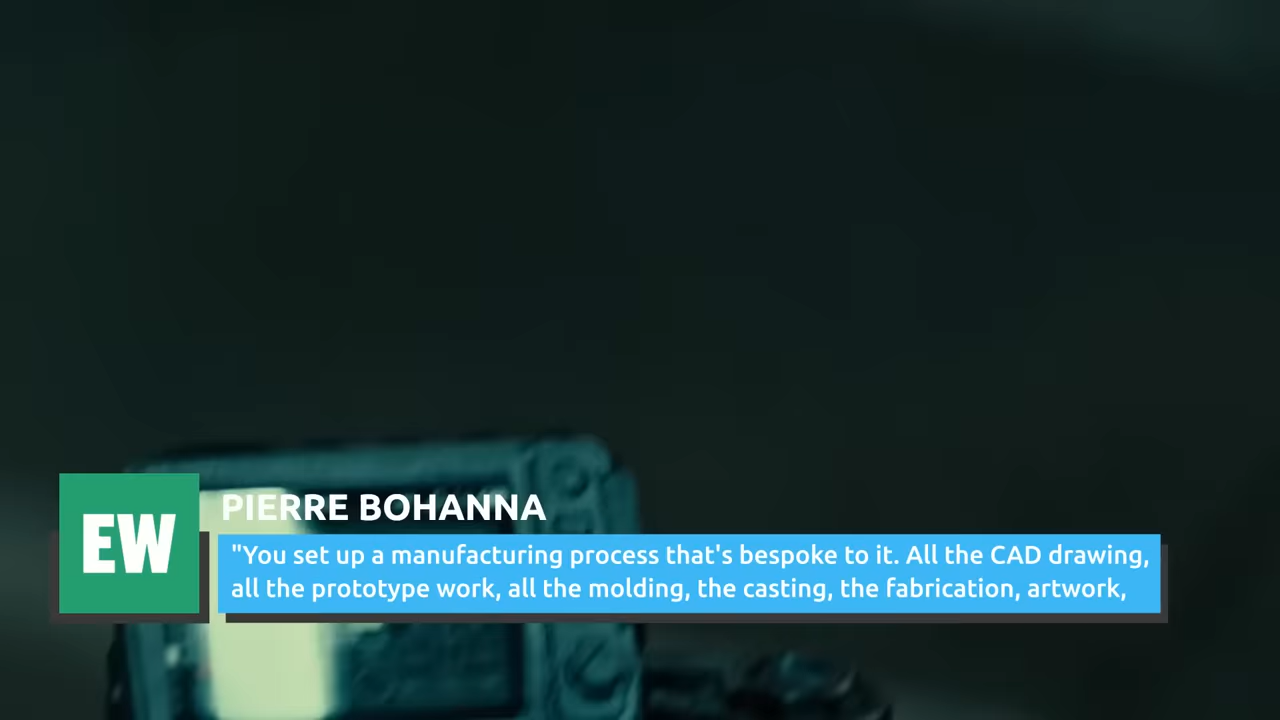 EW
PIERRE BOHANNA
"You set up a manufacturing process that's bespoke to it. All the CAD drawing,
all the prototype work, all the molding, the casting, the fabrication, artwork,